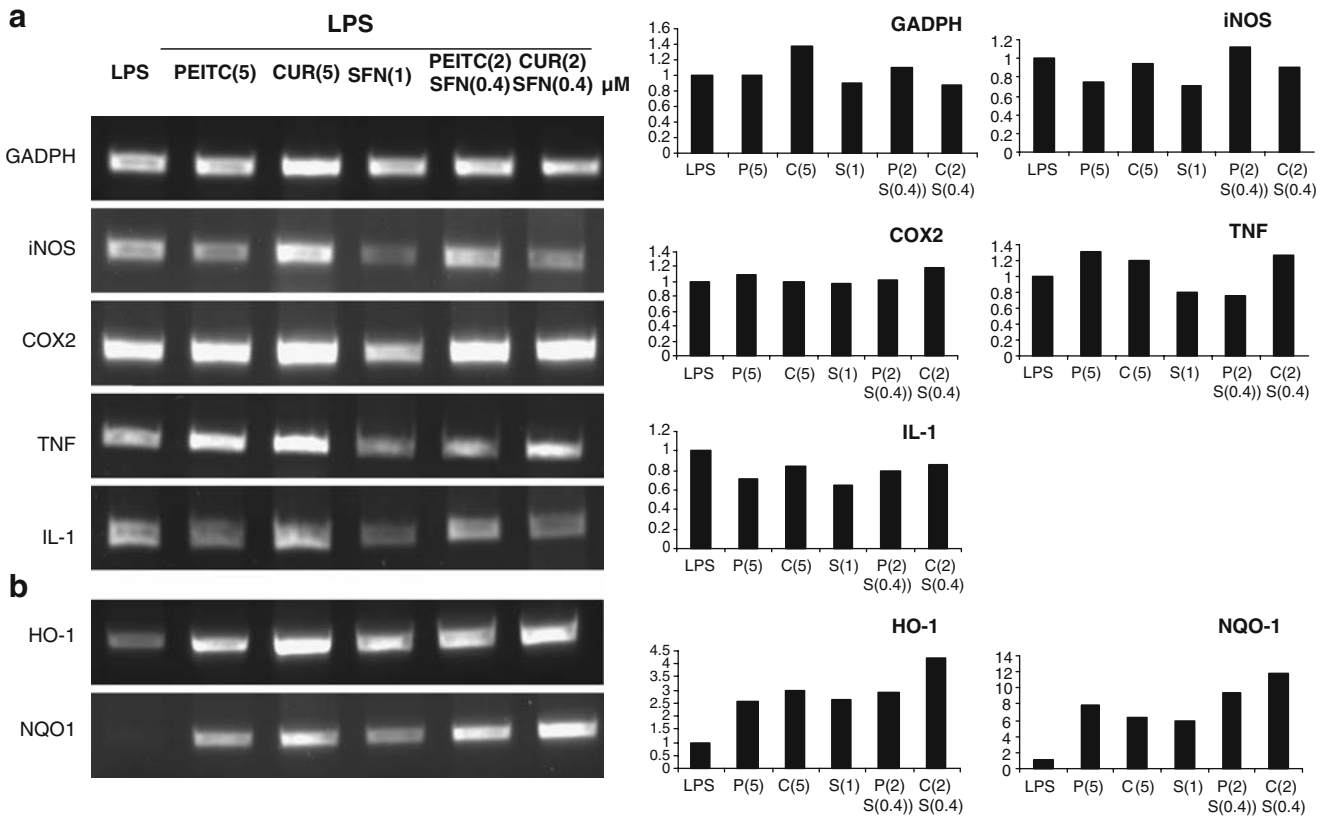 a
LPS
LPS PEITC(5) CUR(5) SFN(1) PEITC(2) CUR(2)
SFN(0.4) SFN(0.4) µM
GADPH
iNOS
COX2
TNF
IL-1
b
HO-1
NQO1
GADPH
1.6
1.4
1.2
1
0.8
0.6
0.4
0.2
0
LPS P(5) C(5) S(1) P(2) C(2)
S(0.4)) S(0.4)
iNOS
1.2
1
0.8
0.6
0.4
0.2
0
LPS P(5) C(5) S(1) P(2) C(2)
S(0.4)) S(0.4)
COX2
1.4
1.2
1
0.8
0.6
0.4
0.2
0
LPS P(5) C(5) S(1) P(2) C(2)
S(0.4)) S(0.4)
TNF
1.4
1.2
1
0.8
0.6
0.4
0.2
0
LPS P(5) C(5) S(1) P(2) C(2)
S(0.4)) S(0.4)
IL-1
1.2
1
0.8
0.6
0.4
0.2
0
LPS P(5) C(5) S(1) P(2) C(2)
S(0.4)) S(0.4)
HO-1
4.5
4
3.5
3
2.5
2
1.5
1
0.5
0
LPS P(5) C(5) S(1) P(2) C(2)
S(0.4)) S(0.4)
NQO-1
14
12
10
8
6
4
2
0
LPS P(5) C(5) S(1) P(2) C(2)
S(0.4)) S(0.4)